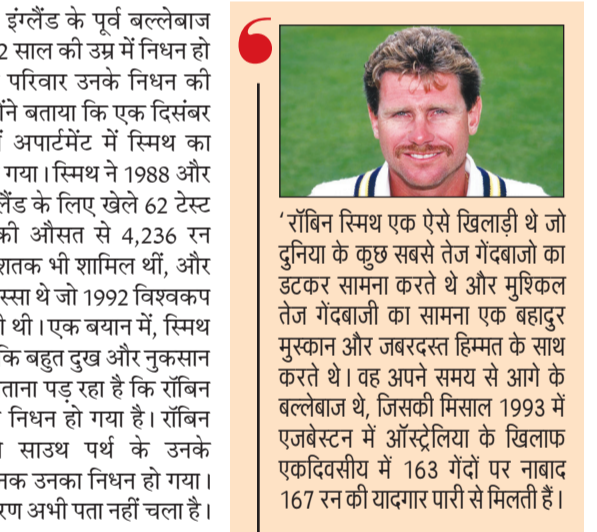 इंग्लैंड के पूर्व बल्लेबाज
2 साल की उम्र में निधन हो
परिवार उनके निधन की
बताया कि एक दिसंबर
अपार्टमेंट में स्मिथ का
गया। स्मिथ ने 1988 और
के लिए खेले 62 टेस्ट
की औसत से 4,236 रन
शतक भी शामिल थीं, और
थे जो 1992 विश्वकप
थी। एक बयान में, स्मिथ
कि बहुत दुख और नुकसान
पड़ रहा है कि रॉबिन
निधन हो गया है। रॉबिन
साउथ पर्थ के उनके
उनका निधन हो गया।
अभी पता नहीं चला है।
‘रॉबिन स्मिथ एक ऐसे खिलाड़ी थे जो
दुनिया के कुछ सबसे तेज गेंदबाजो का
डटकर सामना करते थे और मुश्किल
तेज गेंदबाजी का सामना एक बहादुर
मुस्कान और जबरदस्त हिम्मत के साथ
करते थे। वह अपने समय से आगे के
बल्लेबाज थे, जिसकी मिसाल 1993 में
एजबेस्टन में ऑस्ट्रेलिया के खिलाफ
एकदिवसीय में 163 गेंदों पर नाबाद
167 रन की यादगार पारी से मिलती हैं।